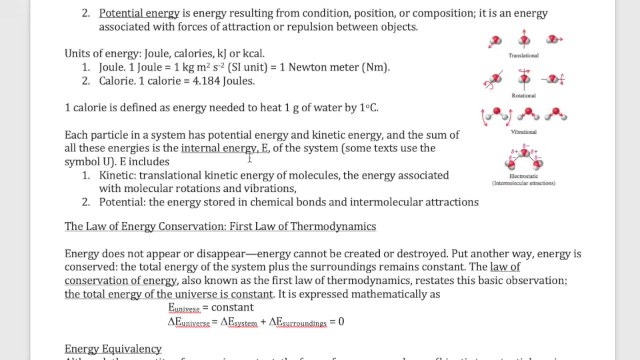 2. Potential energy is energy resulting from condition, position, or composition; it is an energy
associated with forces of attraction or repulsion between objects.
Units of energy: Joule, calories, kJ or kcal.
1. Joule. 1 Joule = 1 kg m² s⁻² (SI unit) = 1 Newton meter (Nm).
2. Calorie. 1 calorie = 4.184 Joules.
1 calorie is defined as energy needed to heat 1 g of water by 1°C.
Each particle in a system has potential energy and kinetic energy, and the sum of
all these energies is the internal energy, E, of the system (some texts use the
symbol U). E includes
1. Kinetic: translational kinetic energy of molecules, the energy associated
with molecular rotations and vibrations,
2. Potential: the energy stored in chemical bonds and intermolecular attractions
Translational
Rotational
Vibrational
δ+ δ- δ+
Electrostatic
(Intermolecular attractions)
The Law of Energy Conservation: First Law of Thermodynamics
Energy does not appear or disappear—energy cannot be created or destroyed. Put another way, energy is
conserved: the total energy of the system plus the surroundings remains constant. The law of
conservation of energy, also known as the first law of thermodynamics, restates this basic observation:
the total energy of the universe is constant. It is expressed mathematically as
Eunivese = constant
ΔEuniverse = ΔEsystem + ΔEsurroundings = 0
Energy Equivalency